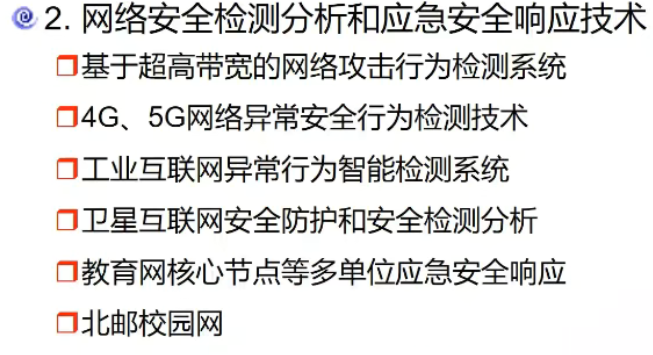 2. 网络安全检测分析和应急安全响应技术
基于超高带宽的网络攻击行为检测系统
4G、5G网络异常安全行为检测技术
工业互联网异常行为智能检测系统
卫星互联网安全防护和安全检测分析
教育网核心节点等多单位应急安全响应
北邮校园网